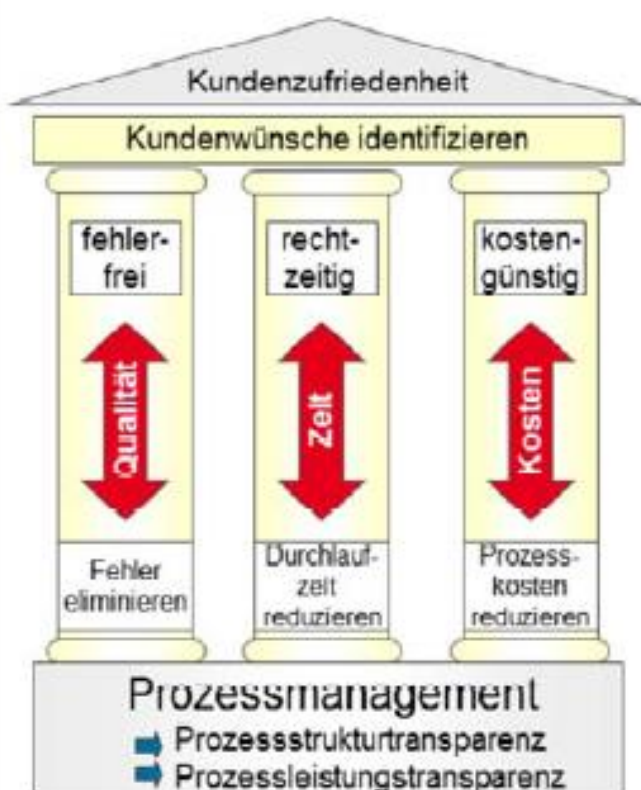 Kundenzufriedenheit
Kundenwünsche identifizieren
fehler-
frei
recht-
zeitig
kosten-
günstig
Qualität
Zeit
Kosten
Fehler
eliminieren
Durchlauf-
zeit
reduzieren
Prozess-
kosten
reduzieren
Prozessmanagement
Prozessstrukturtransparenz
Prozessleistungstransparenz